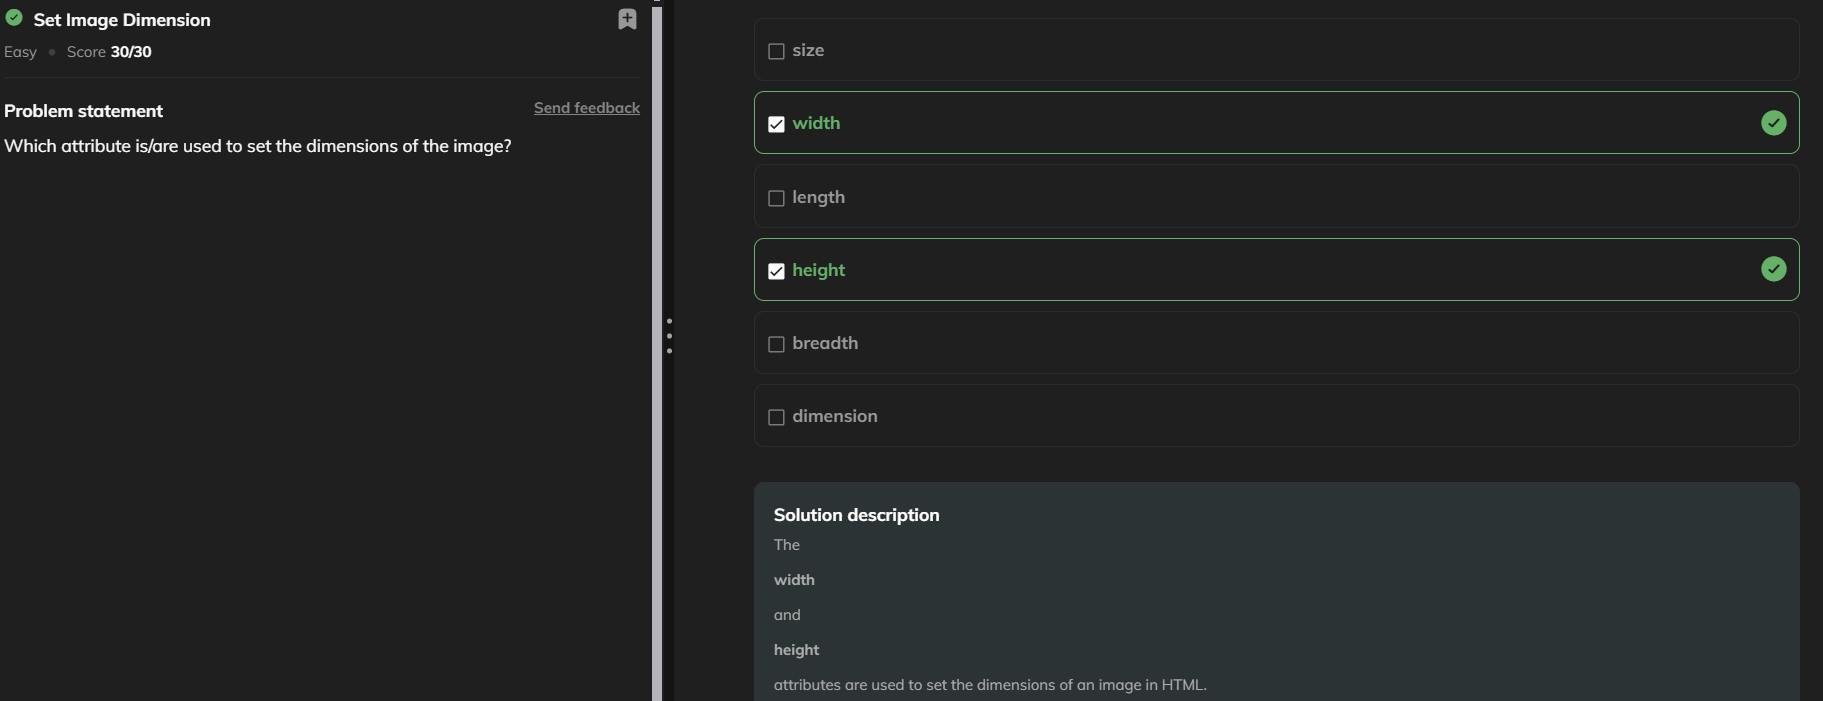 Set Image Dimension
Easy • Score 30/30
Problem statement
Send feedback
Which attribute is/are used to set the dimensions of the image?
size
width
length
height
breadth
dimension
Solution description
The
width
and
height
attributes are used to set the dimensions of an image in HTML.